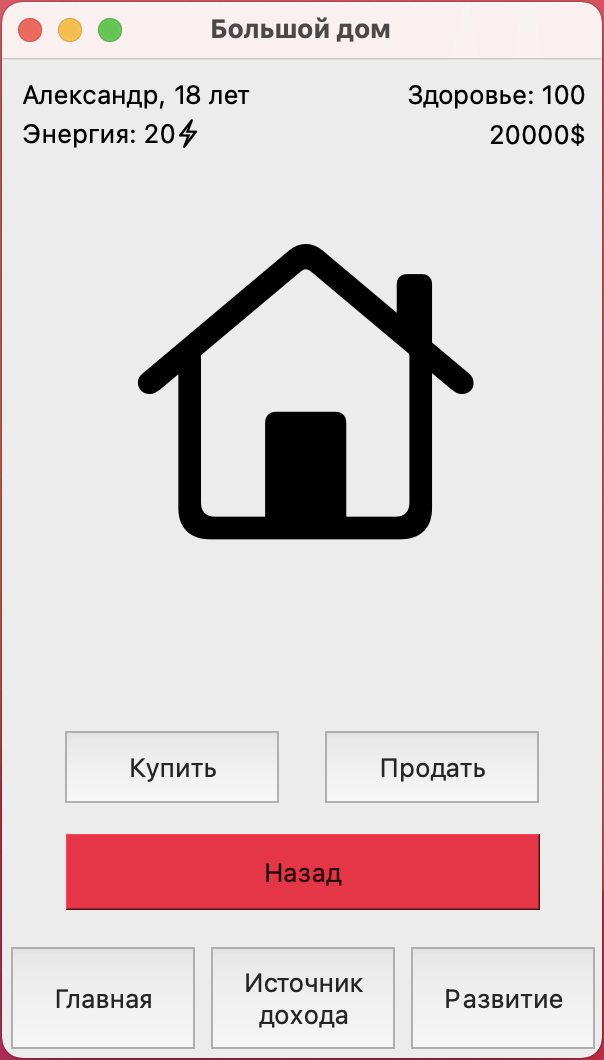 Большой дом
Александр, 18 лет
Здоровье: 100
Энергия: 20⚡
20000$
Купить
Продать
Назад
Главная
Источник
дохода
Развитие